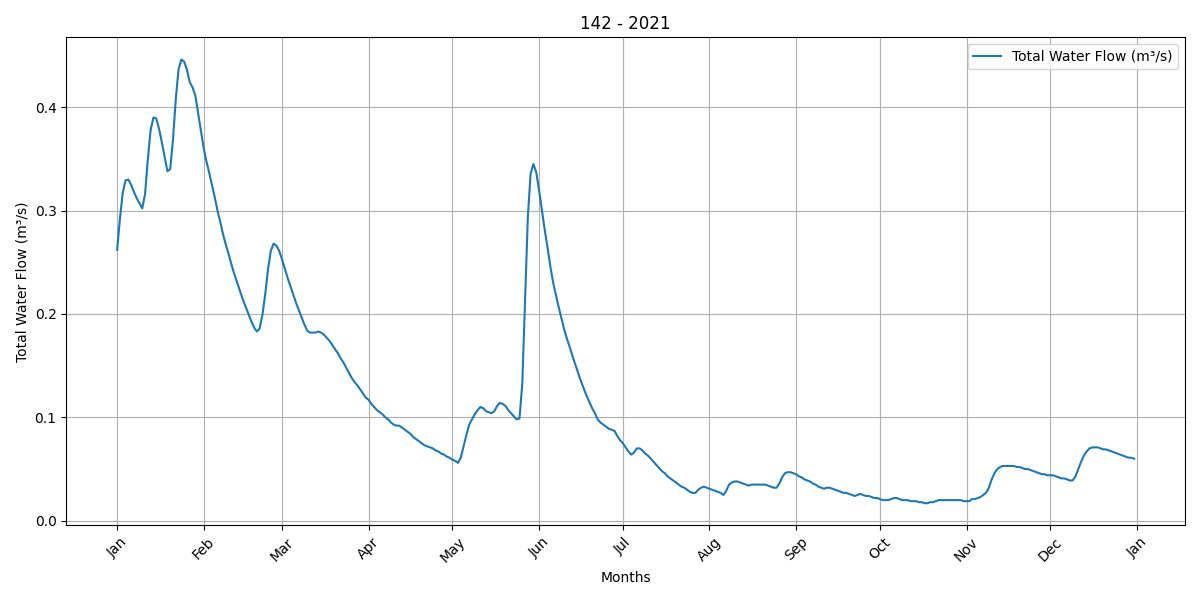 142 - 2021
Total Water Flow (m³/s)
Total Water Flow (m³/s)
0.4
0.3
0.2
0.1
0.0
Jan
Feb
Mar
Apr
May
Jun
Jul
Aug
Sep
Oct
Nov
Dec
Jan
Months